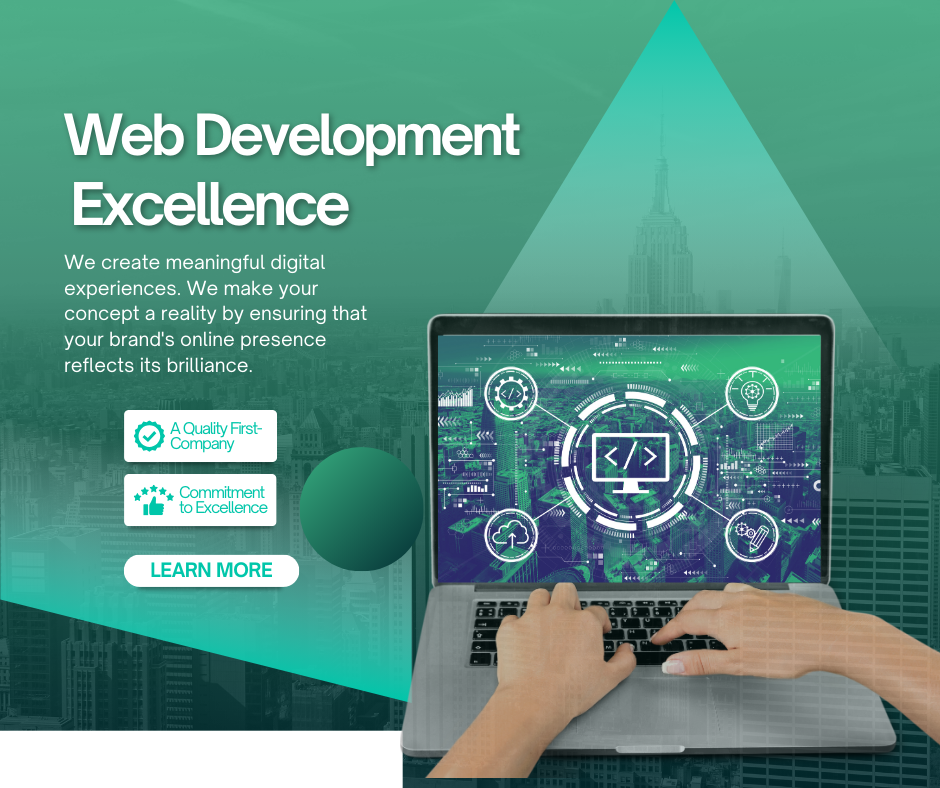 Web Development
Excellence
We create meaningful digital
experiences. We make your
concept a reality by ensuring that
your brand's online presence
reflects its brilliance.
A Quality First-
Company
Commitment
to Excellence
LEARN MORE